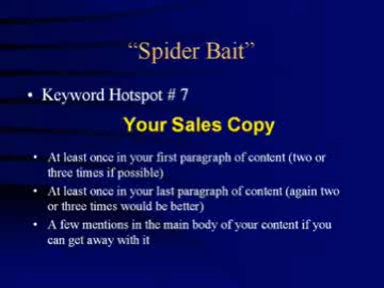 “Spider Bait”
• Keyword Hotspot # 7
Your Sales Copy
• At least once in your first paragraph of content (two or
three times if possible)
• At least once in your last paragraph of content (again two
or three times would be better)
• A few mentions in the main body of your content if you
can get away with it